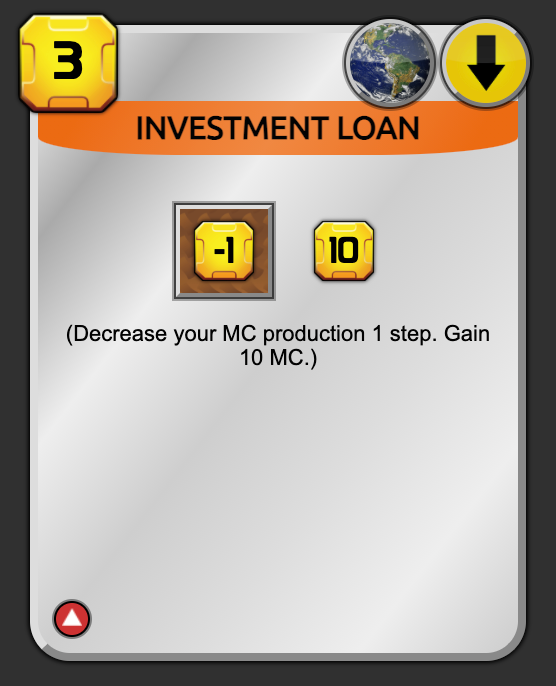 3
INVESTMENT LOAN
-1
10
(Decrease your MC production 1 step. Gain
10 MC.)